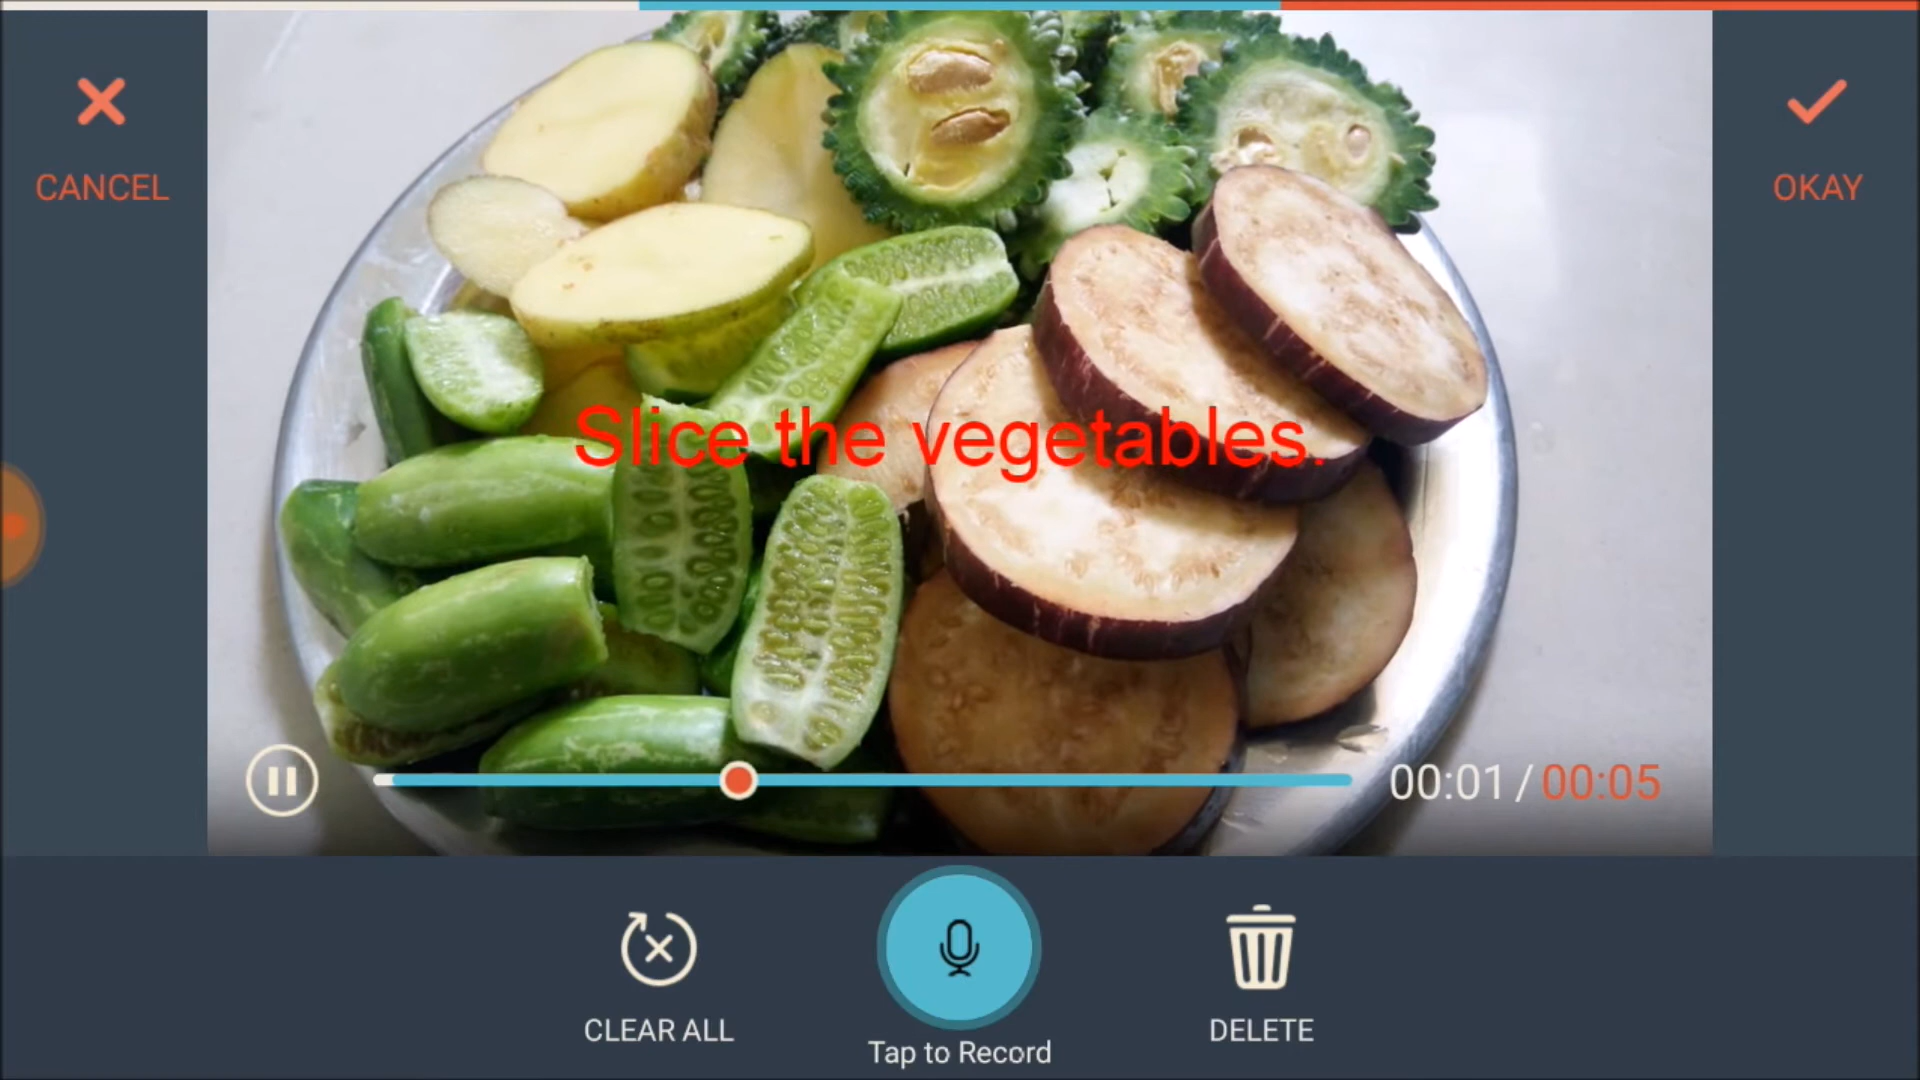 CANCEL
OKAY
Slice the vegetables.
00:01 / 00:05
CLEAR ALL
Tap to Record
DELETE